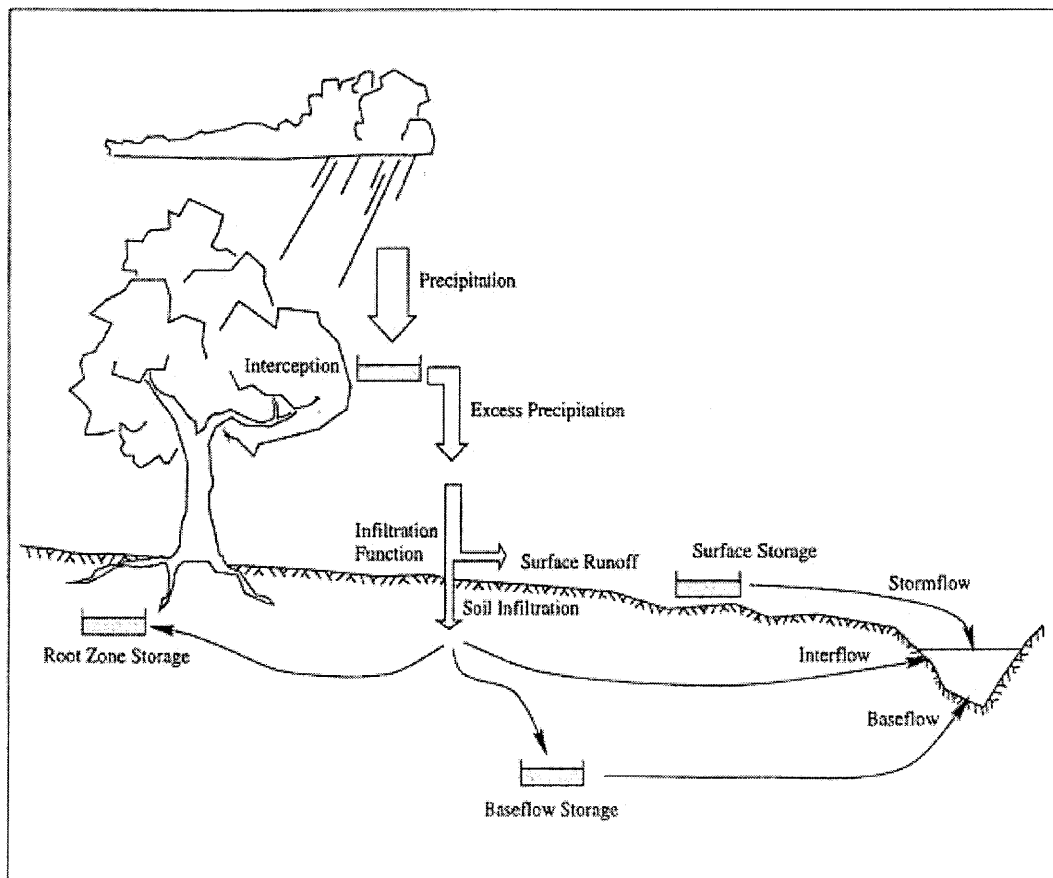 Precipitation
Interception
Excess Precipitation
Infiltration
Function
Surface Runoff
Surface Storage
Stormflow
Soil Infiltration
Root Zone Storage
Interflow
Baseflow
Baseflow Storage